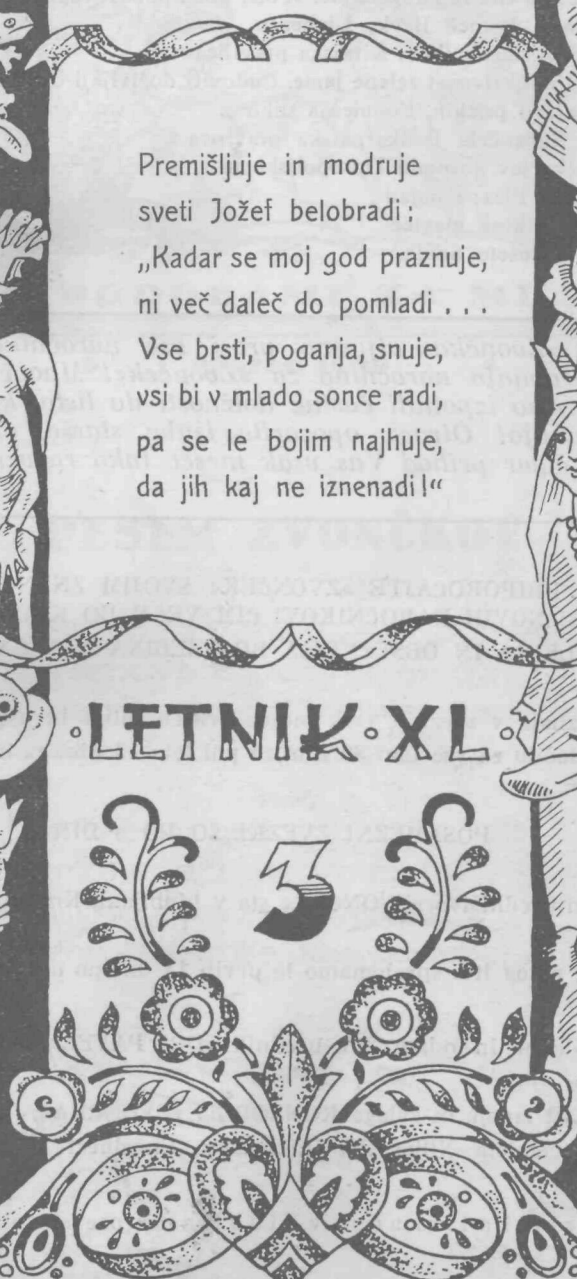 Premišljuje in modruje
sveti Jožef belobradi:
„Kadar se moj god praznuje,
ni več daleč do pomladi . . .
Vse brsti, poganja, snuje,
vsi bi v mlado sonce radi,
pa se le bojim najhuje,
da jih kaj ne iznenadi!“
·LETNIK·XL·
5